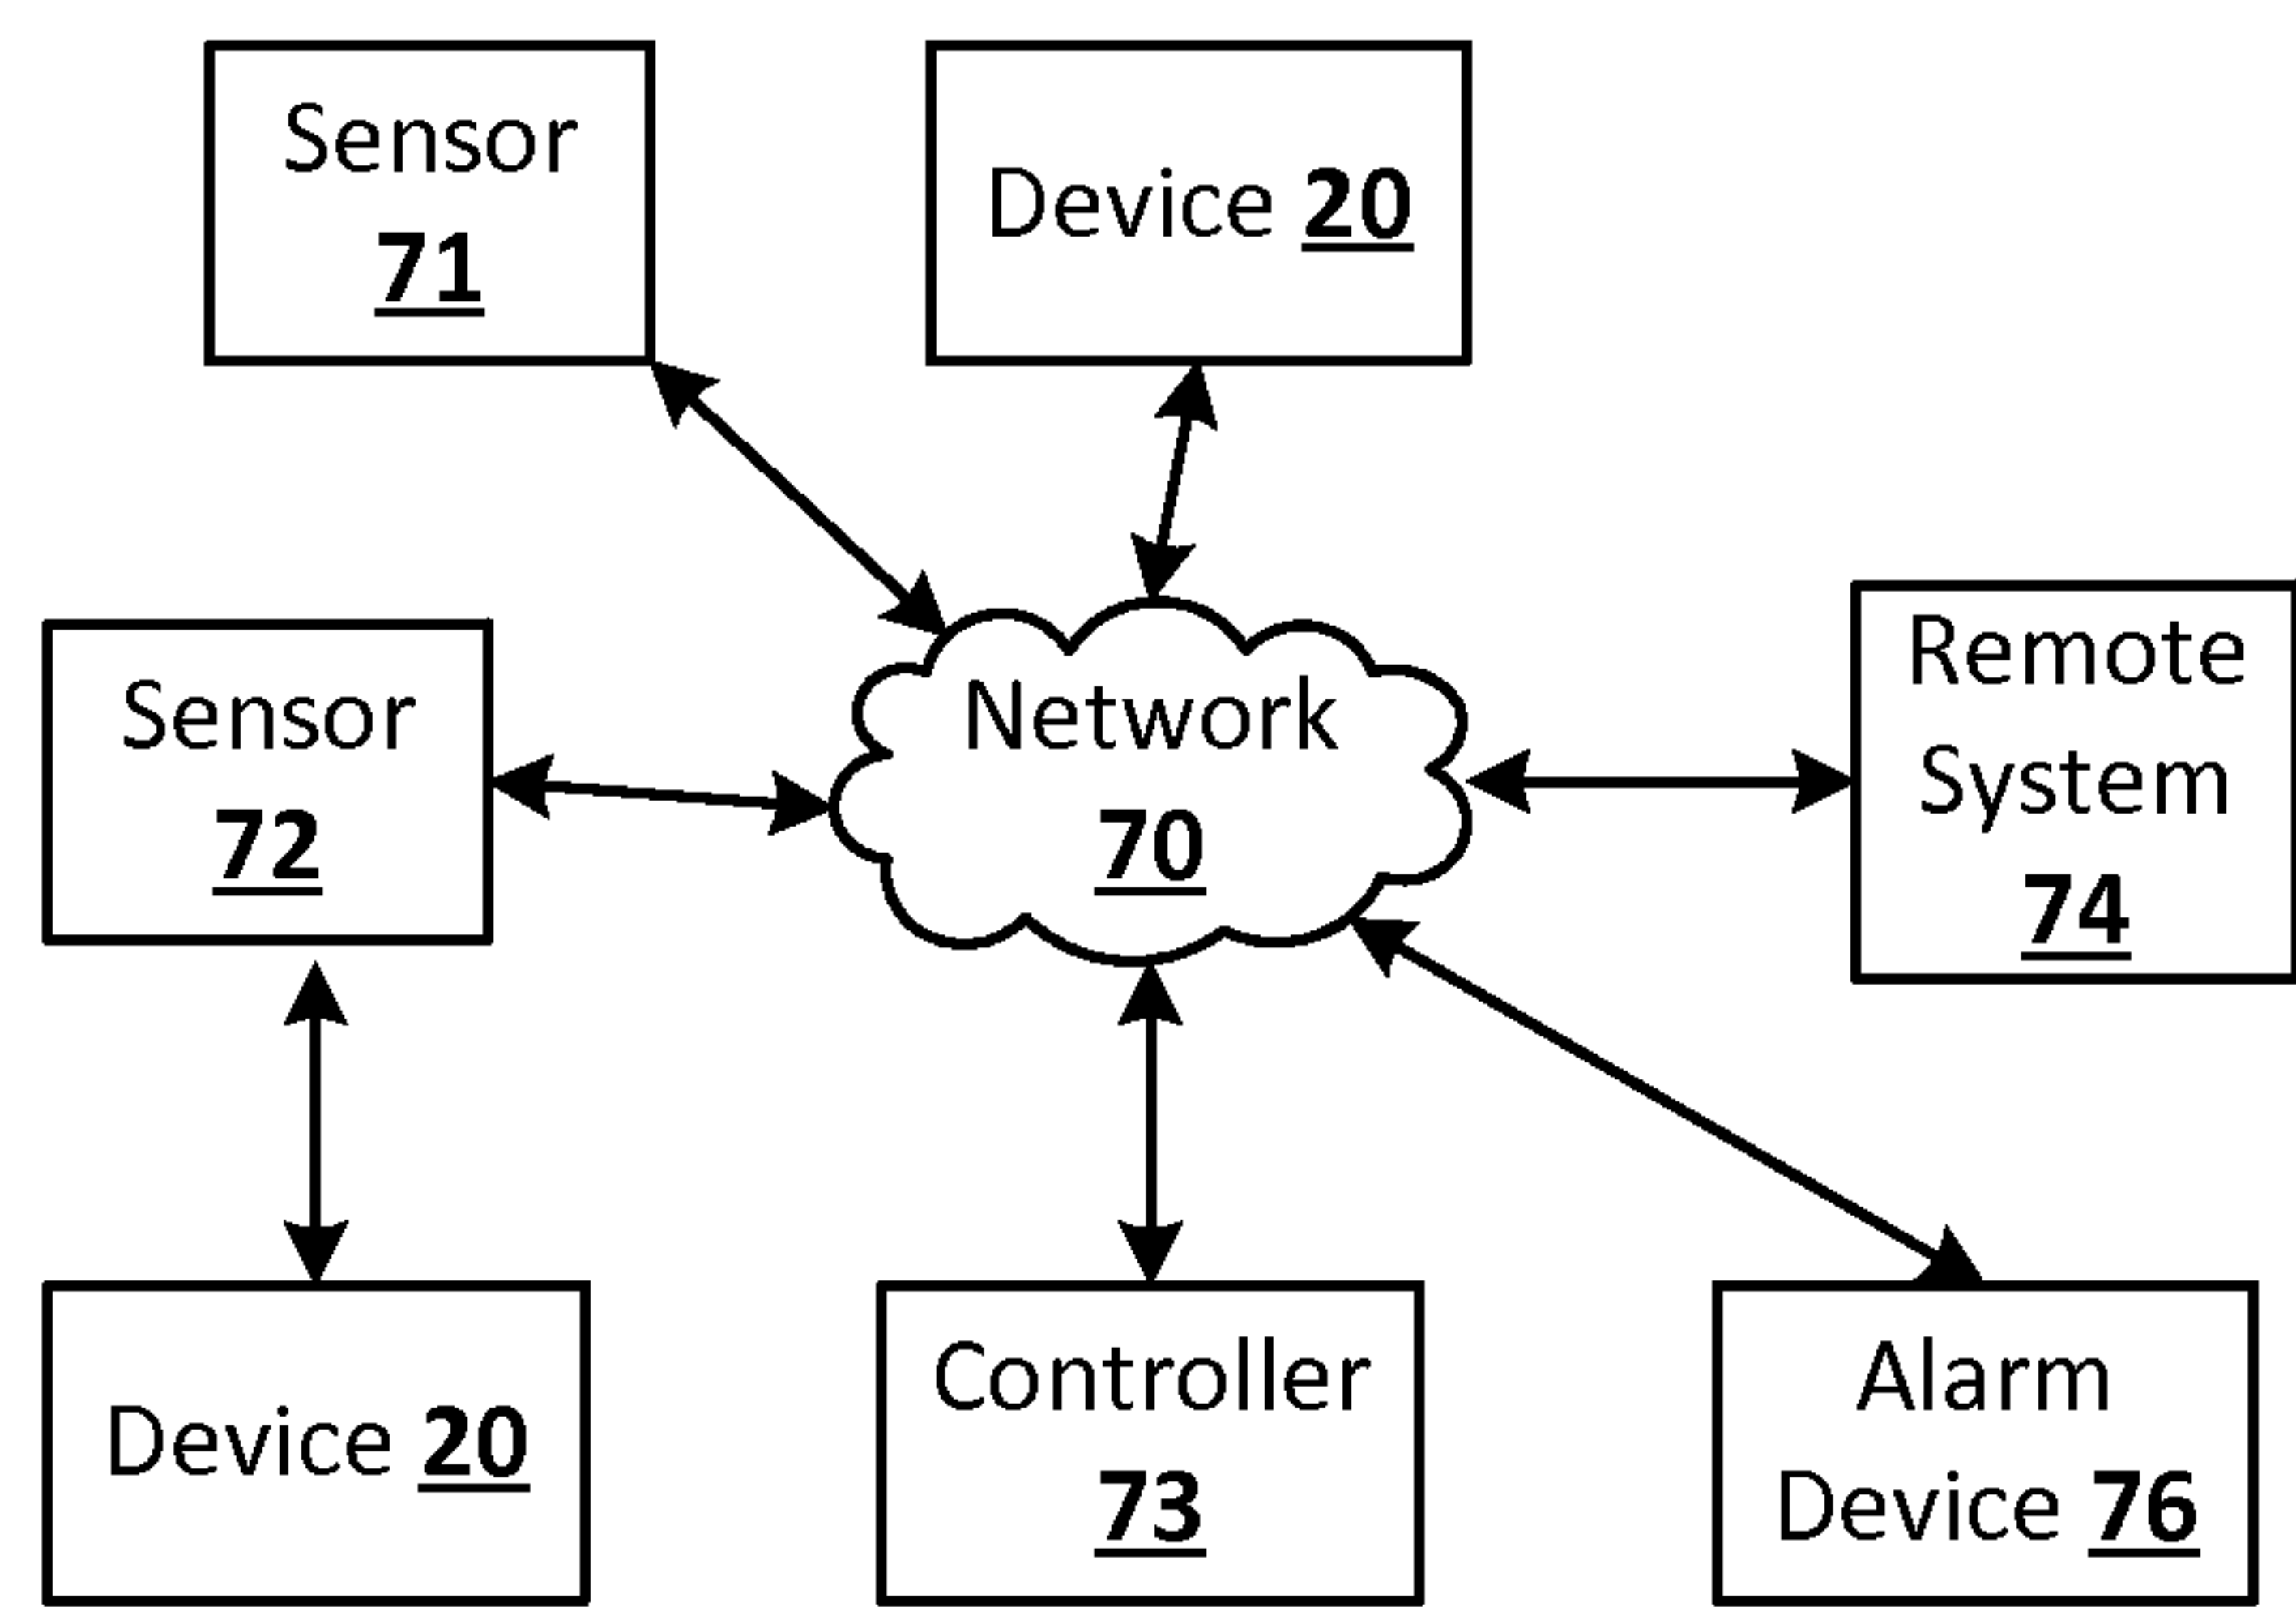 Sensor
71
Device 20
Sensor
72
Network
70
Remote
System
74
Device 20
Controller
73
Alarm
Device 76